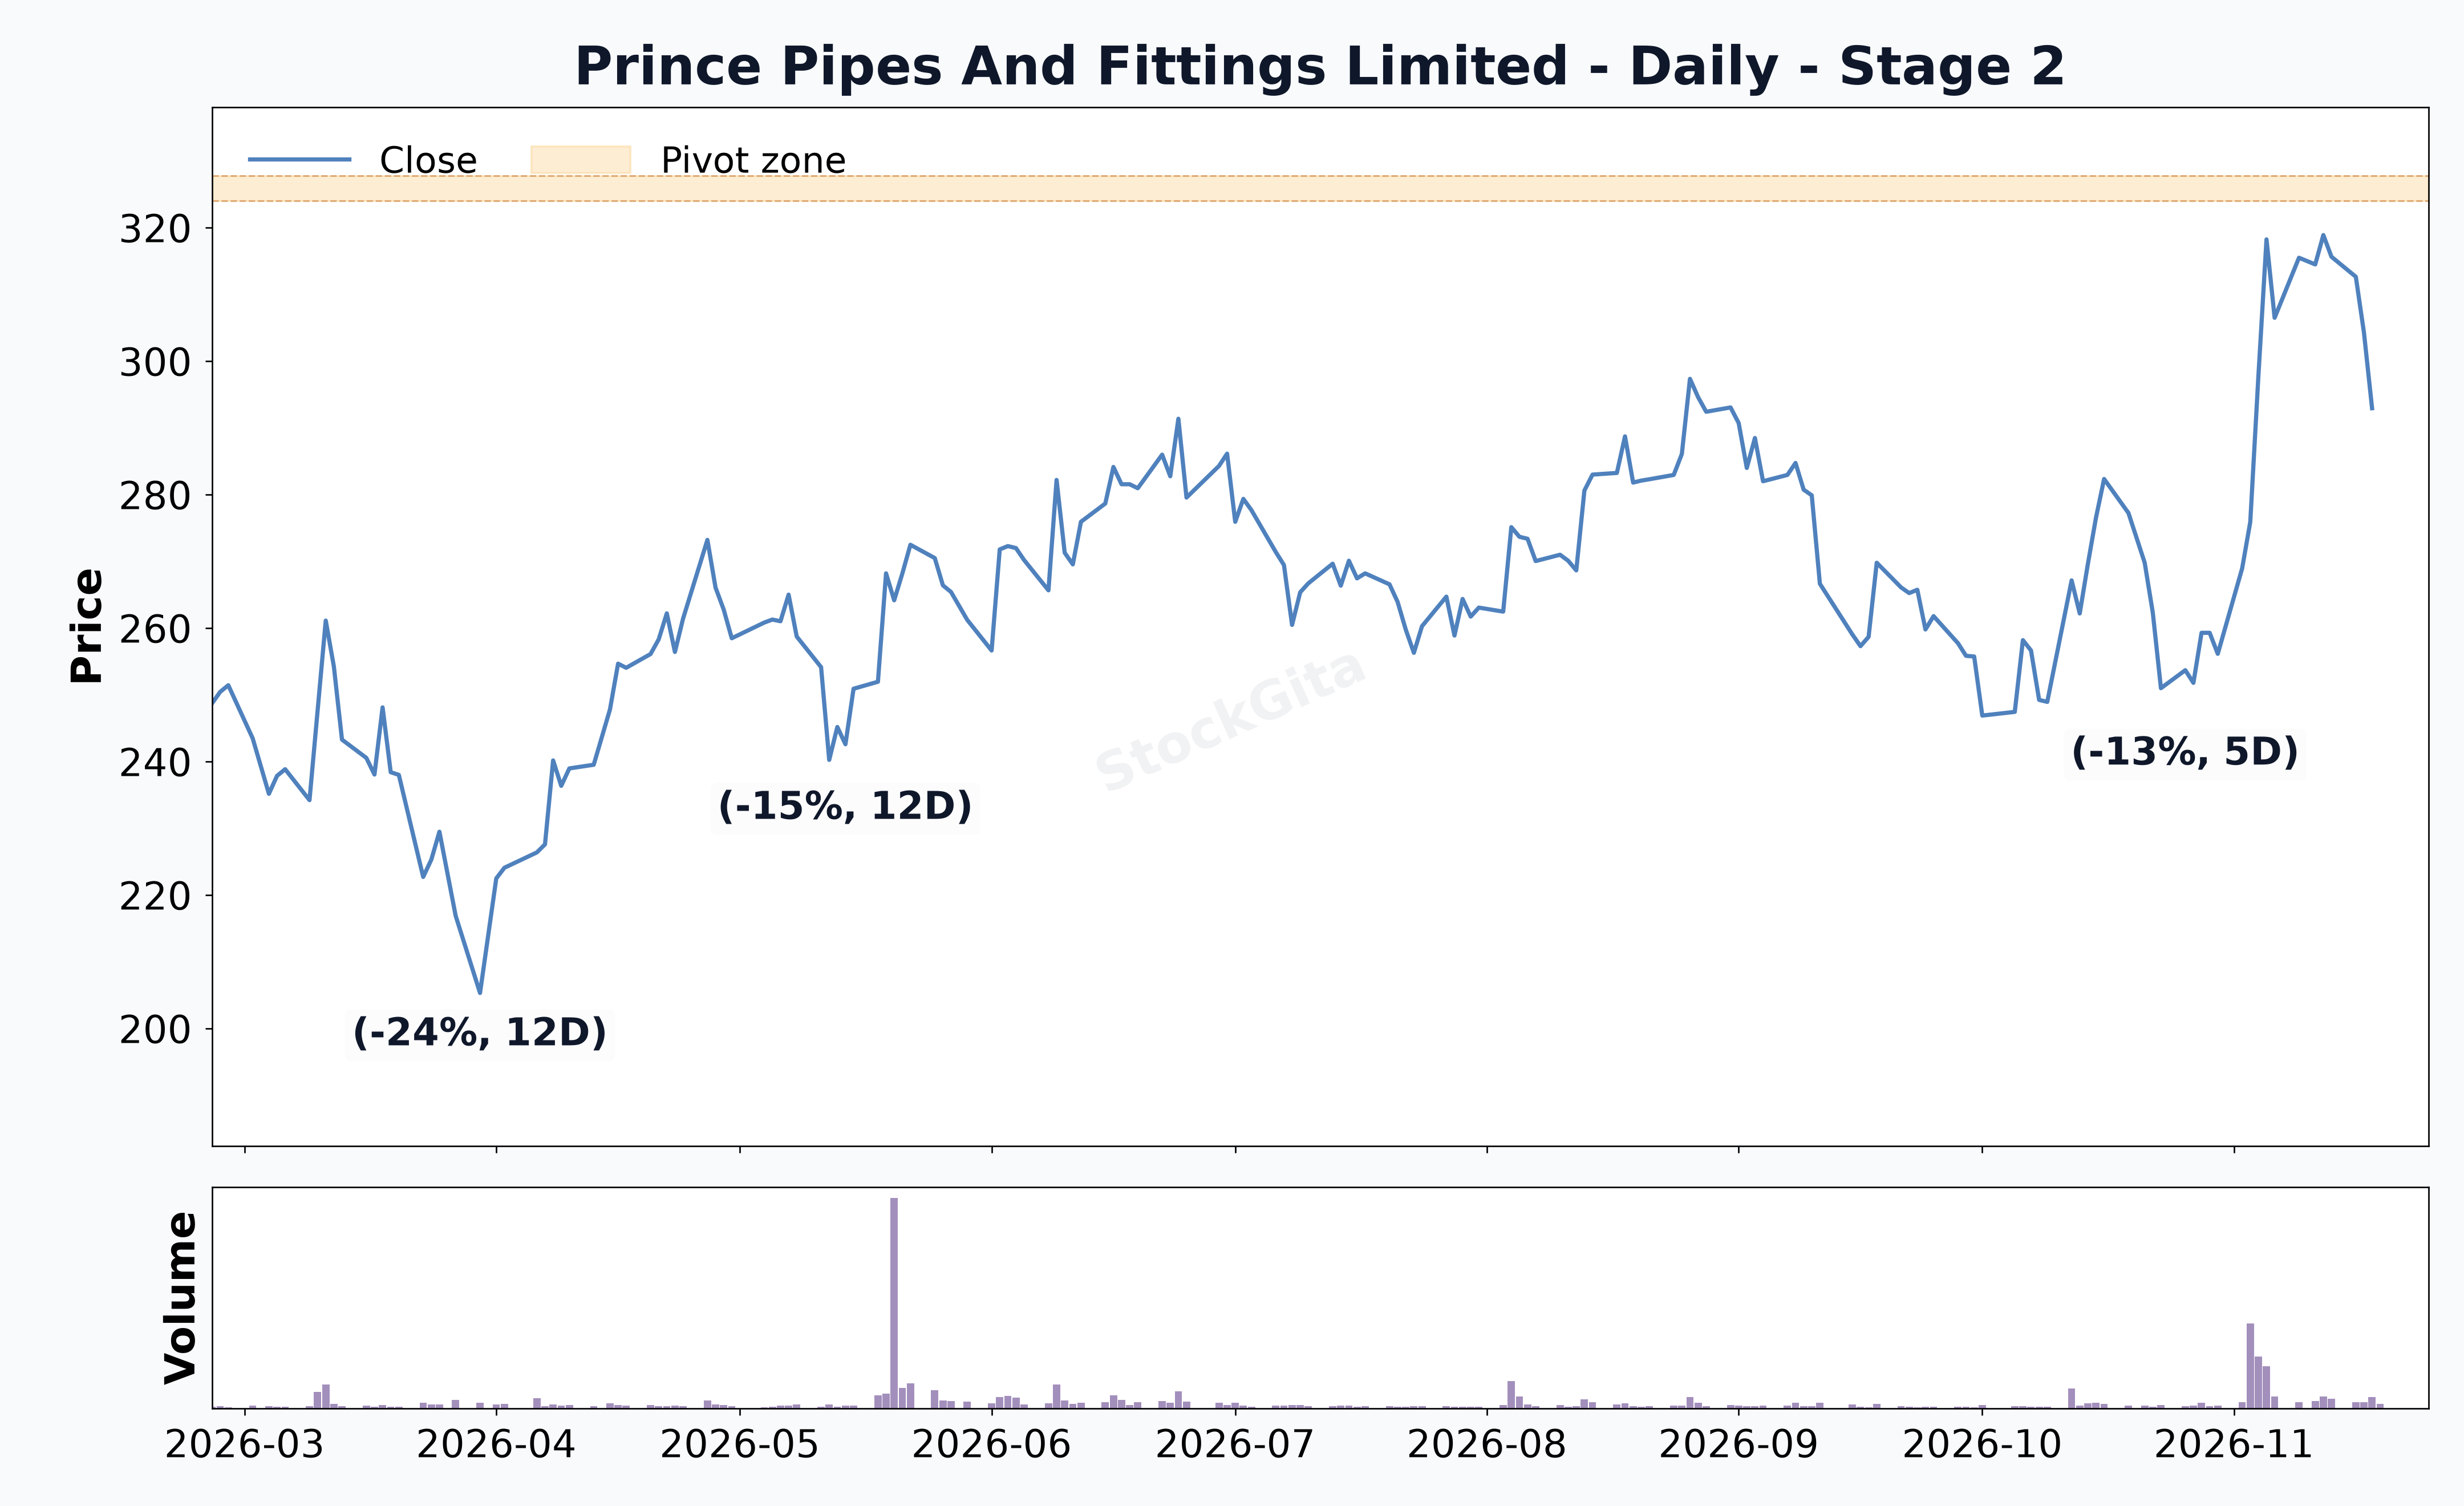 Prince Pipes And Fittings Limited - Daily - Stage 2
Close
Pivot zone
Price
320
300
280
260
240
220
200
(-24%, 12D)
(-15%, 12D)
(-13%, 5D)
StockGita
Volume
2026-03
2026-04
2026-05
2026-06
2026-07
2026-08
2026-09
2026-10
2026-11